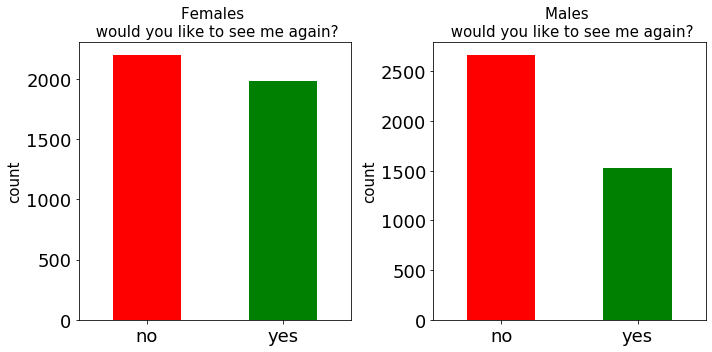 Females
would you like to see me again?
count
2000
1500
1000
500
0
no
yes
Males
would you like to see me again?
count
2500
2000
1500
1000
500
0
no
yes